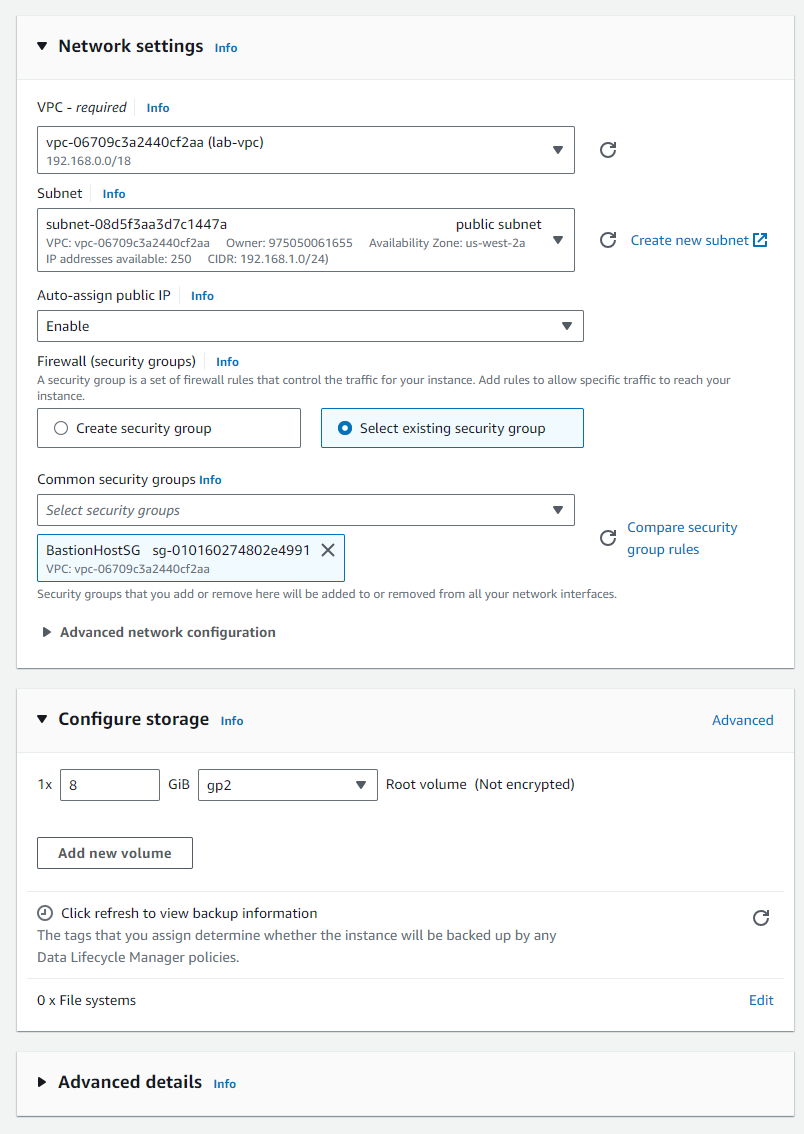 Network settings Info
VPC - required Info
vpc-06709c3a2440cf2aa (lab-vpc)
192.168.0.0/18
Subnet Info
subnet-08d5f3aa3d7c1447a public subnet
VPC: vpc-06709c3a2440cf2aa Owner: 975050061655 Availability Zone: us-west-2a
IP addresses available: 250 CIDR: 192.168.1.0/24)
Create new subnet
Auto-assign public IP Info
Enable
Firewall (security groups) Info
A security group is a set of firewall rules that control the traffic for your instance. Add rules to allow specific traffic to reach your
instance.
Create security group
Select existing security group
Common security groups Info
Select security groups
BastionHostSG sg-010160274802e4991
VPC: vpc-06709c3a2440cf2aa
Compare security
group rules
Security groups that you add or remove here will be added to or removed from all your network interfaces.
Advanced network configuration
Configure storage Info
Advanced
1x 8 GiB gp2 Root volume (Not encrypted)
Add new volume
Click refresh to view backup information
The tags that you assign determine whether the instance will be backed up by any
Data Lifecycle Manager policies.
0 x File systems
Edit
Advanced details Info